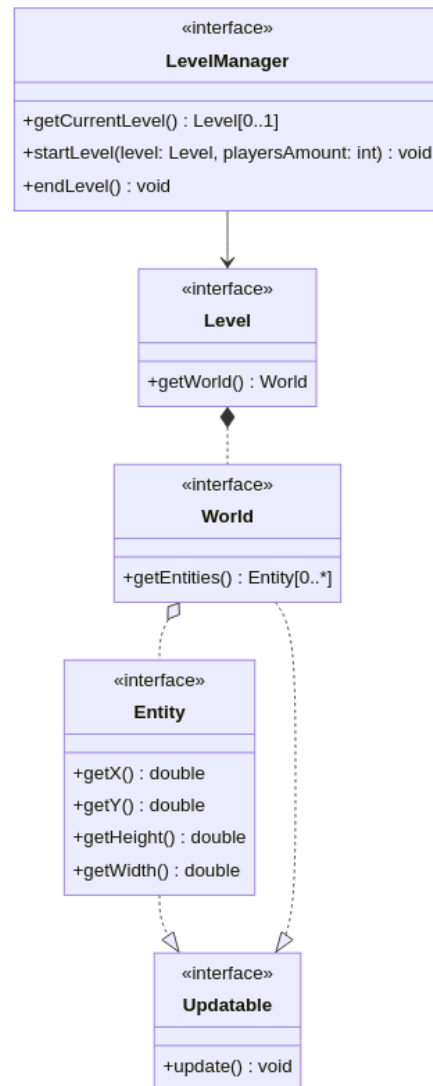 «interface»
LevelManager
+getCurrentLevel() : Level[0..1]
+startLevel(level: Level, playersAmount: int) : void
+endLevel() : void
«interface»
Level
+getWorld() : World
«interface»
World
+getEntities() : Entity[0..*]
«interface»
Entity
+getX() : double
+getY() : double
+getHeight() : double
+getWidth() : double
«interface»
Updatable
+update() : void